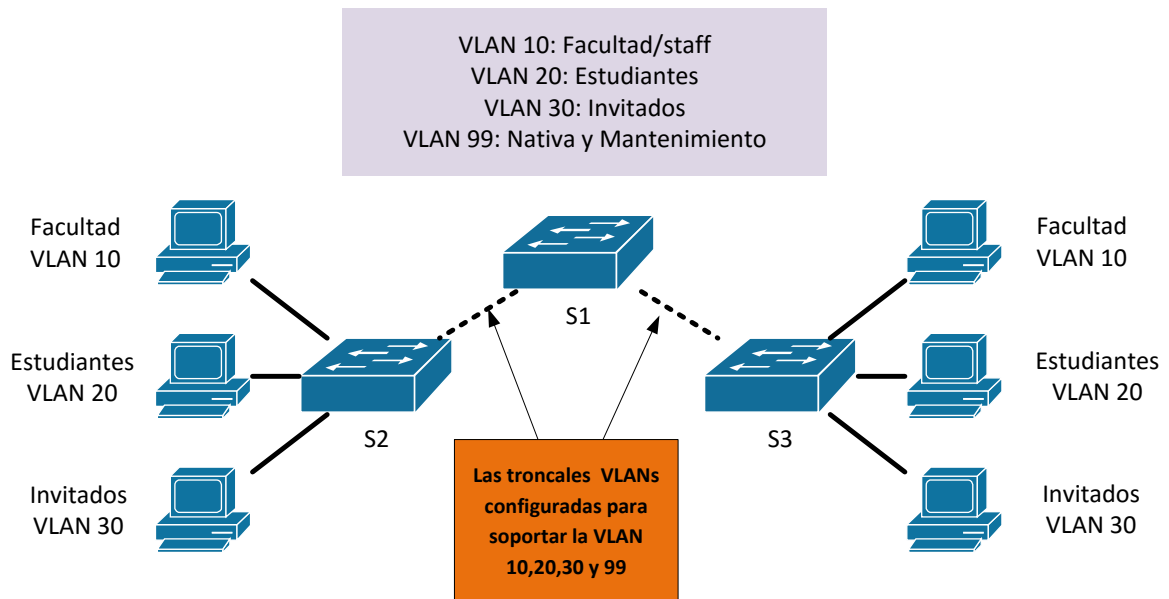 VLAN 10: Facultad/staff
VLAN 20: Estudiantes
VLAN 30: Invitados
VLAN 99: Nativa y Mantenimiento
Facultad
VLAN 10
Estudiantes
VLAN 20
Invitados
VLAN 30
S1
S2
S3
Las troncales VLANs
configuradas para
soportar la VLAN
10,20,30 y 99
Facultad
VLAN 10
Estudiantes
VLAN 20
Invitados
VLAN 30